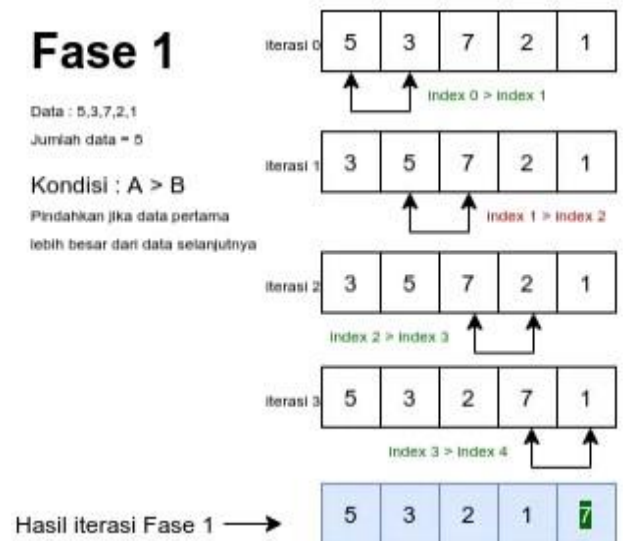 Fase 1
Data : 5,3,7,2,1
Jumlah data = 5
Kondisi : A > B
Pindahkan jika data pertama
lebih besar dari data selanjutnya
Iterasi 0 5 3 7 2 1
Index 0 > Index 1
Iterasi 1 3 5 7 2 1
Index 1 > Index 2
Iterasi 2 3 5 7 2 1
Index 2 > Index 3
Iterasi 3 5 3 2 7 1
Index 3 > Index 4
Hasil iterasi Fase 1 5 3 2 1 7